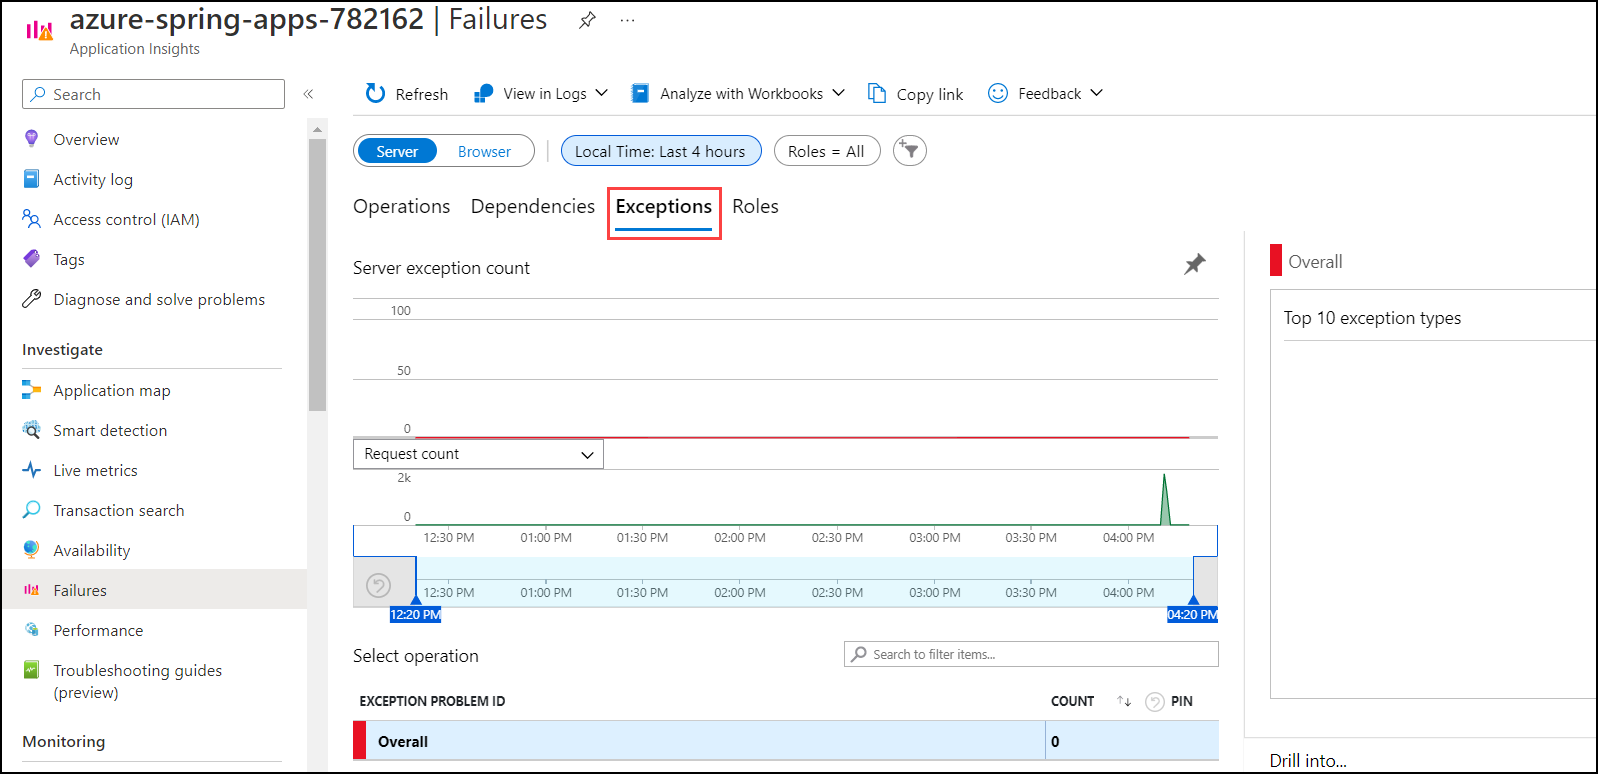 azure-spring-apps-782162 | Failures ...
Application Insights
Search «
Overview
Activity log
Access control (IAM)
Tags
Diagnose and solve problems
Investigate
Application map
Smart detection
Live metrics
Transaction search
Availability
Failures
Performance
Troubleshooting guides
(preview)
Monitoring
Refresh View in Logs Analyze with Workbooks Copy link Feedback
Server Browser Local Time: Last 4 hours Roles = All
Operations Dependencies Exceptions Roles
Server exception count
100
50
0
Request count
2k
0
12:30 PM 01:00 PM 01:30 PM 02:00 PM 02:30 PM 03:00 PM 03:30 PM 04:00 PM
12:30 PM 01:00 PM 01:30 PM 02:00 PM 02:30 PM 03:00 PM 03:30 PM 04:00 PM
12:20 PM 04:20 PM
Select operation Search to filter items...
EXCEPTION PROBLEM ID COUNT ↑↓ PIN
Overall 0
Overall
Top 10 exception types
Drill into...